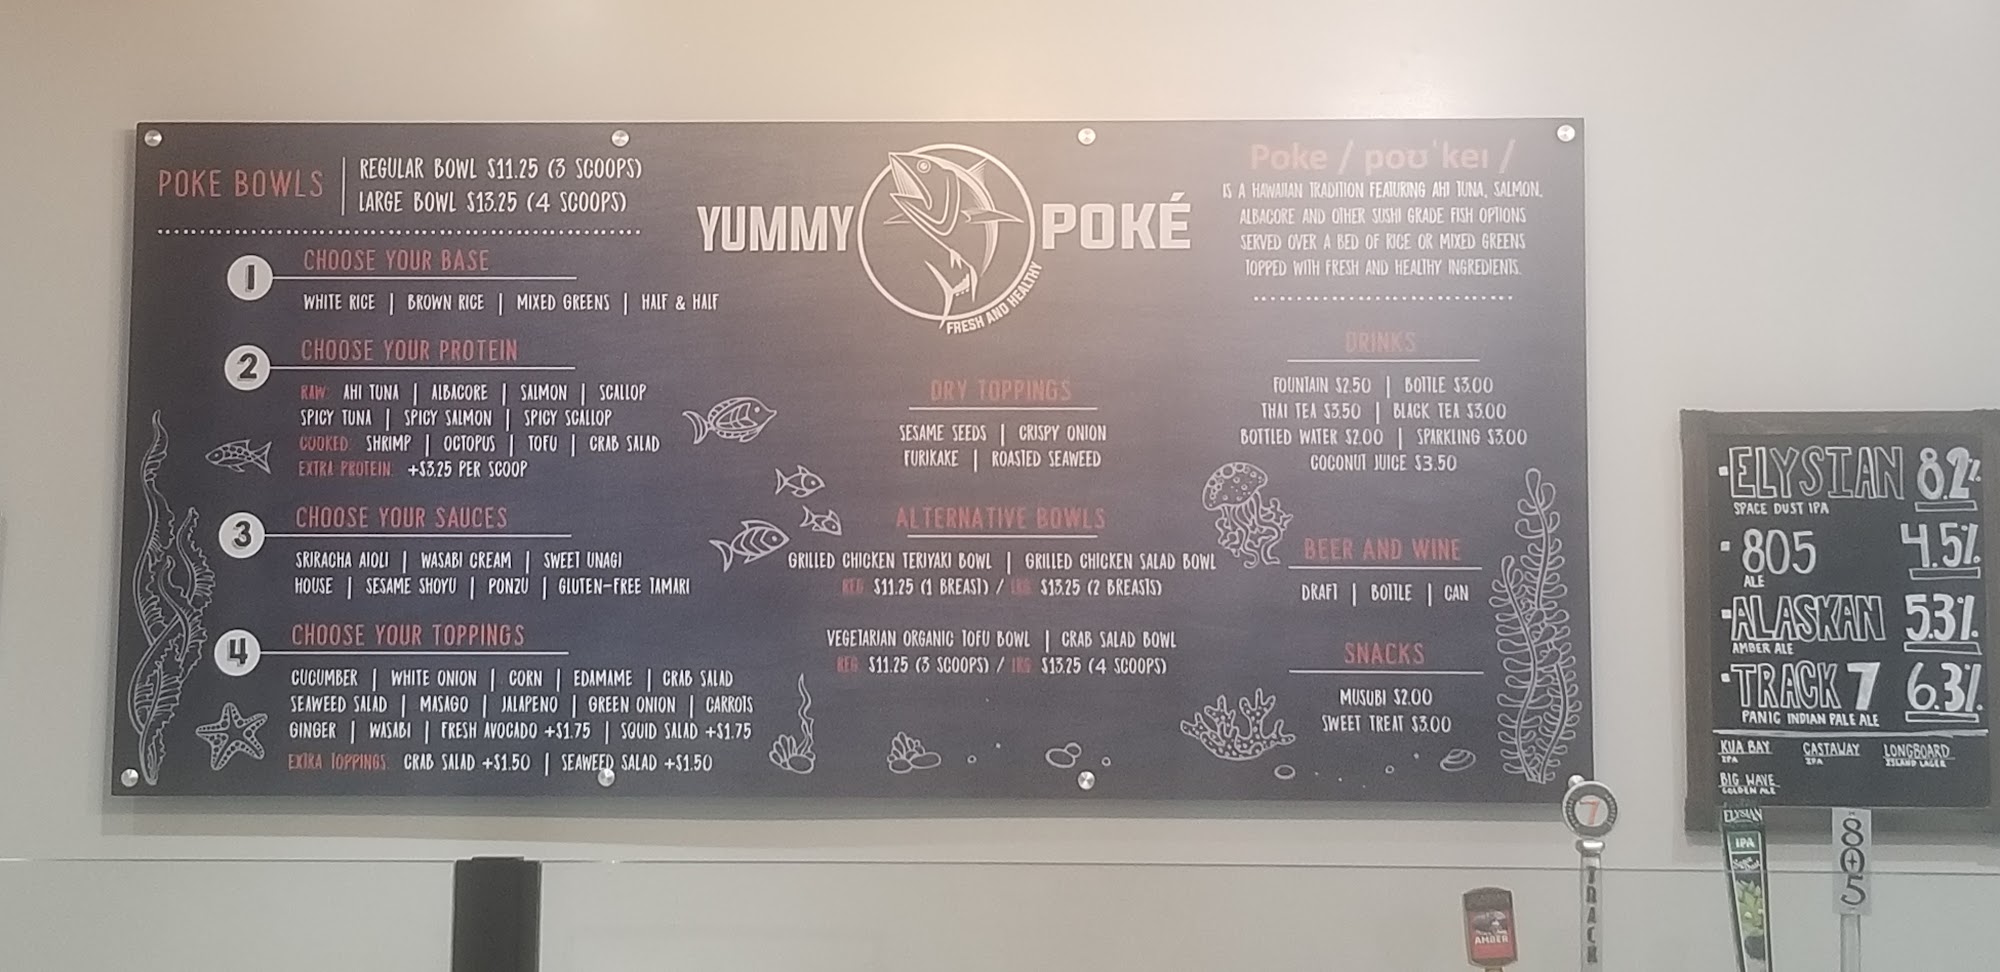 POKE BOWLS
REGULAR BOWL $11.25 (3 SCOOPS)
LARGE BOWL $13.25 (4 SCOOPS)
1
CHOOSE YOUR BASE
WHITE RICE | BROWN RICE | MIXED GREENS | HALF & HALF
2
CHOOSE YOUR PROTEIN
RAW: AHI TUNA | ALBACORE | SALMON | SCALLOP
SPICY TUNA | SPICY SALMON | SPICY SCALLOP
COOKED: SHRIMP | OCTOPUS | TOFU | CRAB SALAD
EXTRA PROTEIN: +$3.25 PER SCOOP
3
CHOOSE YOUR SAUCES
SRIRACHA AIOLI | WASABI CREAM | SWEET UNAGI
HOUSE | SESAME SHOYU | PONZU | GLUTEN-FREE TAMARI
4
CHOOSE YOUR TOPPINGS
CUCUMBER | WHITE ONION | CORN | EDAMAME | CRAB SALAD
SEAWEED SALAD | MASAGO | JALAPENO | GREEN ONION | CARROTS
GINGER | WASABI | FRESH AVOCADO +$1.75 | SQUID SALAD +$1.75
EXTRA TOPPINGS: CRAB SALAD +$1.50 | SEAWEED SALAD +$1.50
YUMMY POKÉ
FRESH AND HEALTHY
DRY TOPPINGS
SESAME SEEDS | CRISPY ONION
FURIKAKE | ROASTED SEAWEED
ALTERNATIVE BOWLS
GRILLED CHICKEN TERIYAKI BOWL | GRILLED CHICKEN SALAD BOWL
REG $11.25 (1 BREAST) / LRG $13.25 (2 BREASTS)
VEGETARIAN ORGANIC TOFU BOWL | CRAB SALAD BOWL
REG $11.25 (3 SCOOPS) / LRG $13.25 (4 SCOOPS)
Poke / poʊˈkeɪ /
IS A HAWAIIAN TRADITION FEATURING AHI TUNA, SALMON,
ALBACORE AND OTHER SUSHI GRADE FISH OPTIONS
SERVED OVER A BED OF RICE OR MIXED GREENS
TOPPED WITH FRESH AND HEALTHY INGREDIENTS.
DRINKS
FOUNTAIN $2.50 | BOTTLE $3.00
THAI TEA $3.50 | BLACK TEA $3.00
BOTTLED WATER $2.00 | SPARKLING $3.00
COCONUT JUICE $3.50
BEER AND WINE
DRAFT | BOTTLE | CAN
SNACKS
MUSUBI $2.00
SWEET TREAT $3.00
ELYSIAN 8.2%
SPACE DUST IPA
805 4.5%
ALE
ALASKAN 5.3%
AMBER ALE
TRACK 7 6.3%
PANIC INDIAN PALE ALE
KUA BAY CASTAWAY LONGBOARD
IPA IPA ISLAND LAGER
BIG WAVE
GOLDEN ALE
7
TRACK
AMBER
ELYSIAN
IPA
805